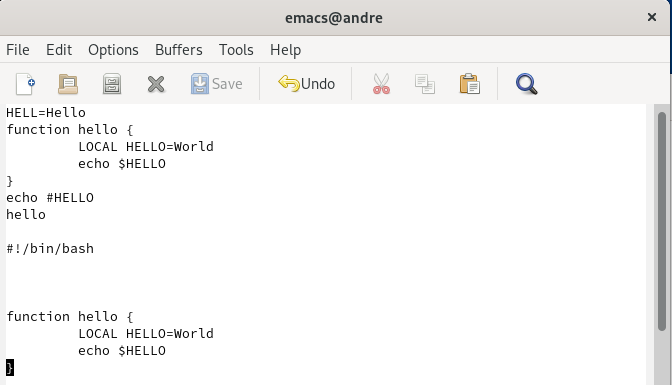 emacs@andre
File Edit Options Buffers Tools Help
Save Undo
HELL=Hello
function hello {
LOCAL HELLO=World
echo $HELLO
}
echo #HELLO
hello
#!/bin/bash
function hello {
LOCAL HELLO=World
echo $HELLO
}